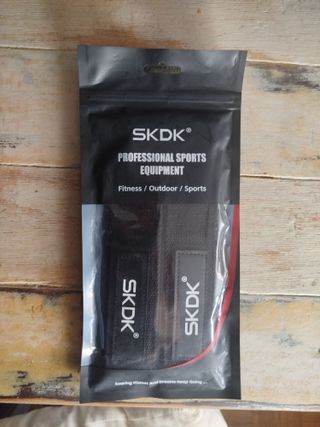 SKDK®
PROFESSIONAL SPORTS
EQUIPMENT
Fitness / Outdoor / Sports
SKDK®
SKDK®